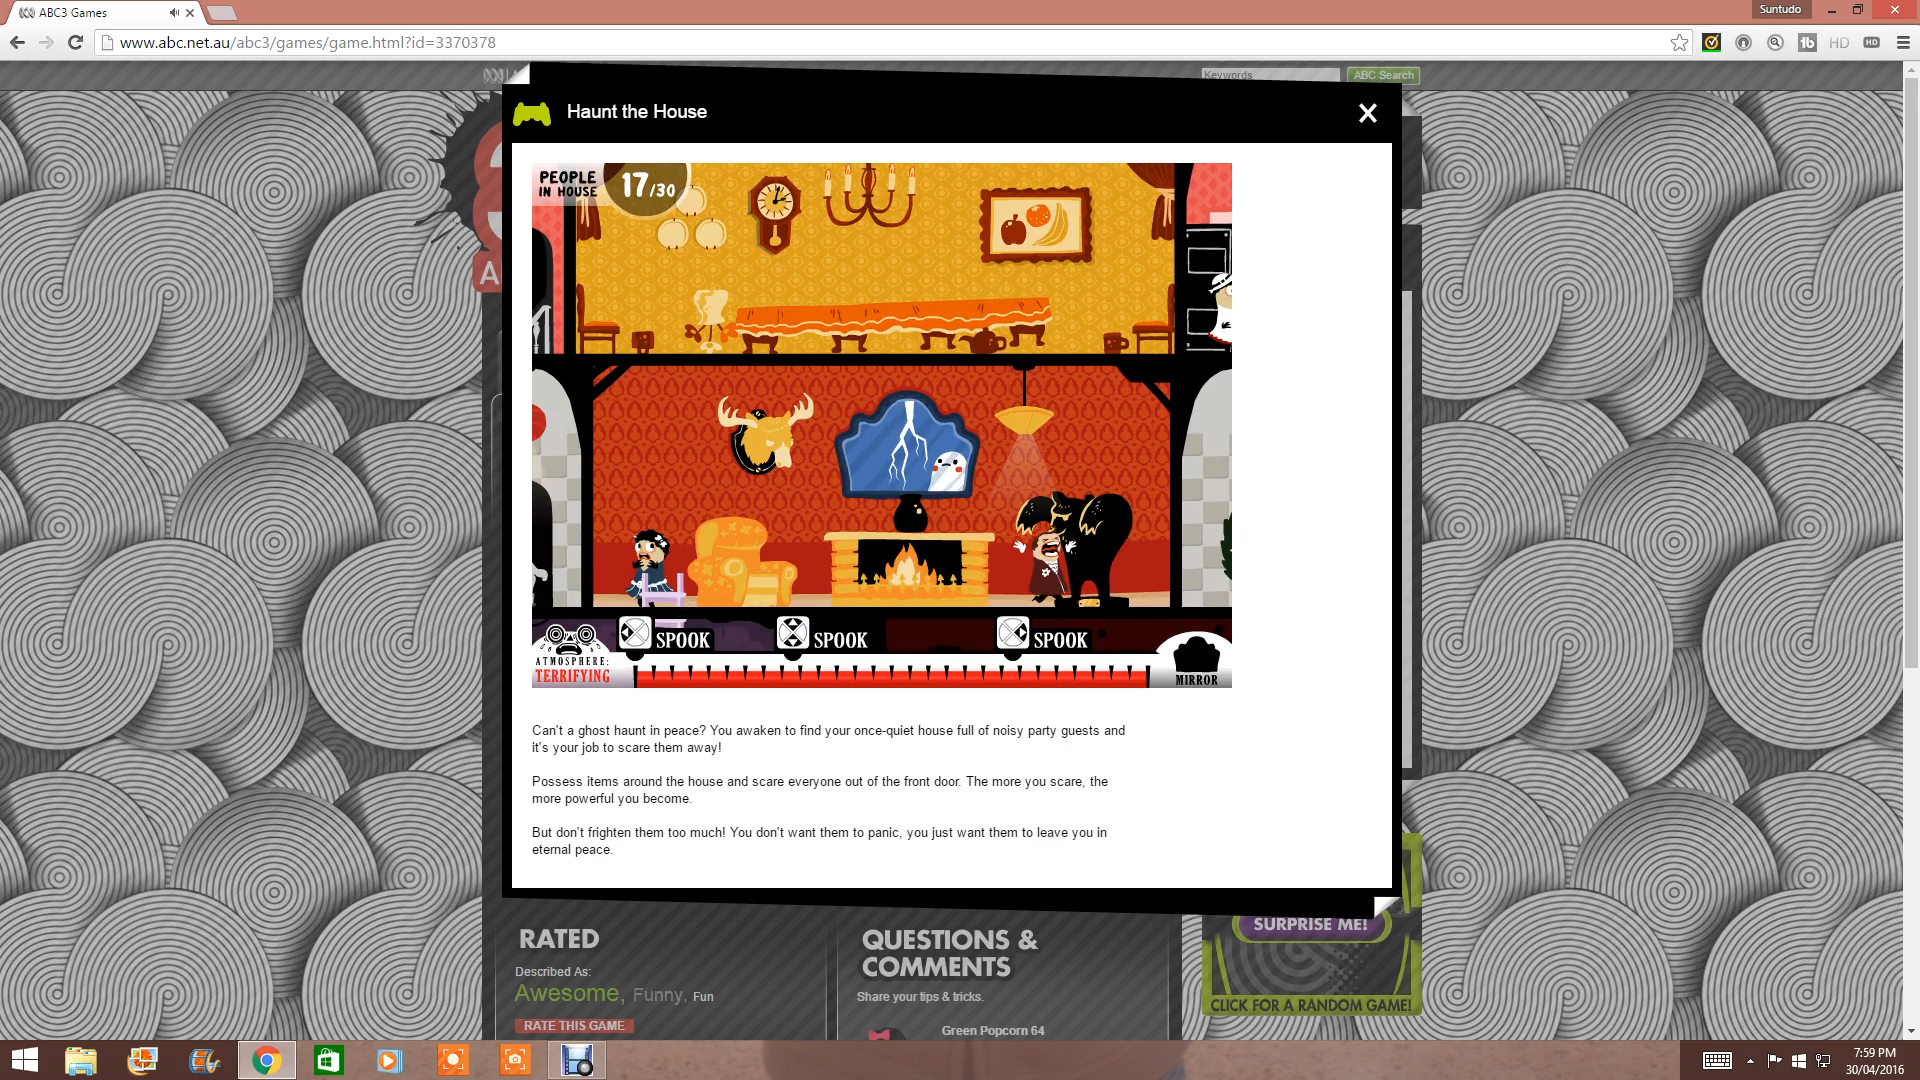 ABC3 Games
Suntudo
www.abc.net.au/abc3/games/game.html?id=3370378
HD
HD
Keywords
ABC Search
Haunt the House
PEOPLE
IN HOUSE
17/30
SPOOK
SPOOK
SPOOK
ATMOSPHERE:
TERRIFYING
MIRROR
Can't a ghost haunt in peace? You awaken to find your once-quiet house full of noisy party guests and
it's your job to scare them away!
Possess items around the house and scare everyone out of the front door. The more you scare, the
more powerful you become.
But don't frighten them too much! You don't want them to panic, you just want them to leave you in
eternal peace.
RATED
Described As:
Awesome, Funny, Fun
RATE THIS GAME
QUESTIONS &
COMMENTS
Share your tips & tricks.
Green Popcorn 64
SURPRISE ME!
CLICK FOR A RANDOM GAME!
7:59 PM
30/04/2016